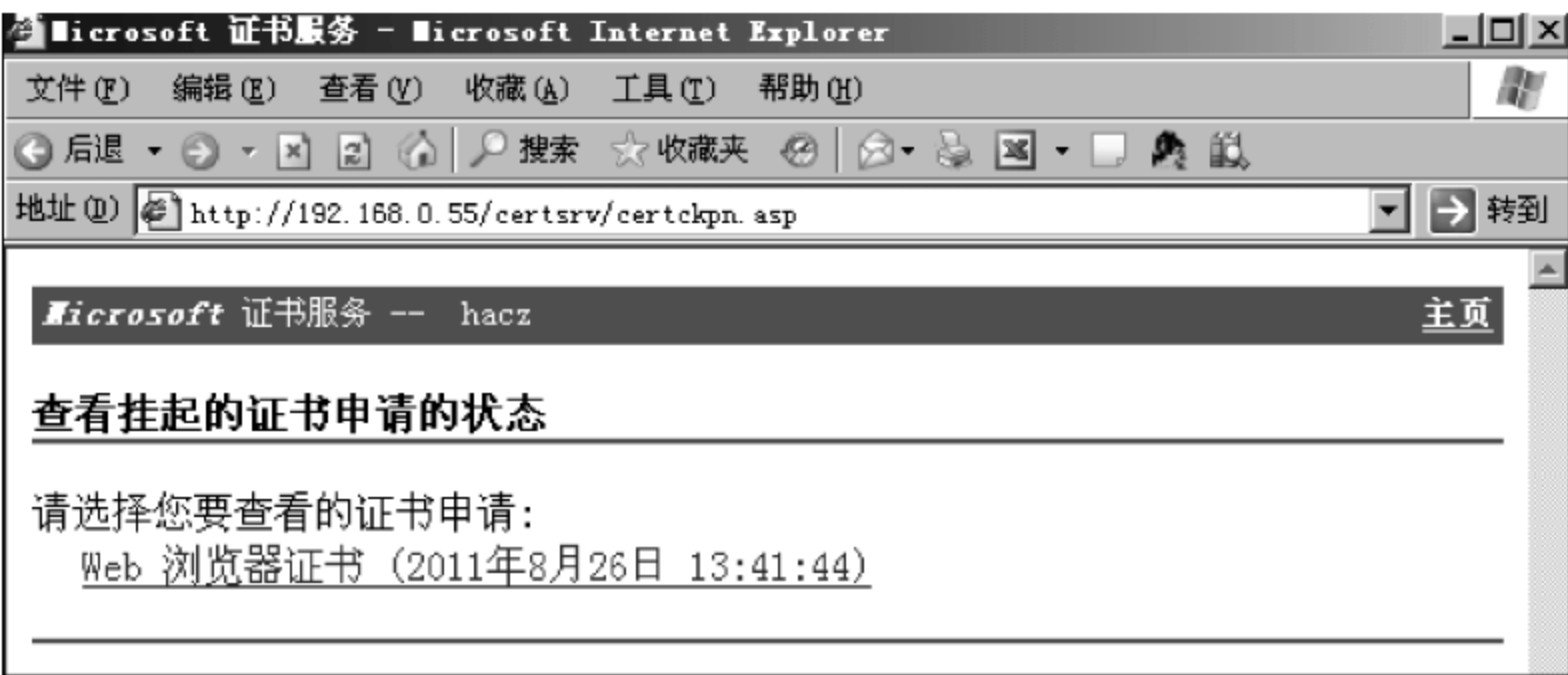 Microsoft 证书服务 - Microsoft Internet Explorer
文件(F) 编辑(E) 查看(V) 收藏(A) 工具(T) 帮助(H)
后退 搜索 收藏夹
地址(D) http://192.168.0.55/certsrv/certckpn.asp 转到
Microsoft 证书服务 -- hacz 主页
查看挂起的证书申请的状态
请选择您要查看的证书申请:
Web 浏览器证书 (2011年8月26日 13:41:44)